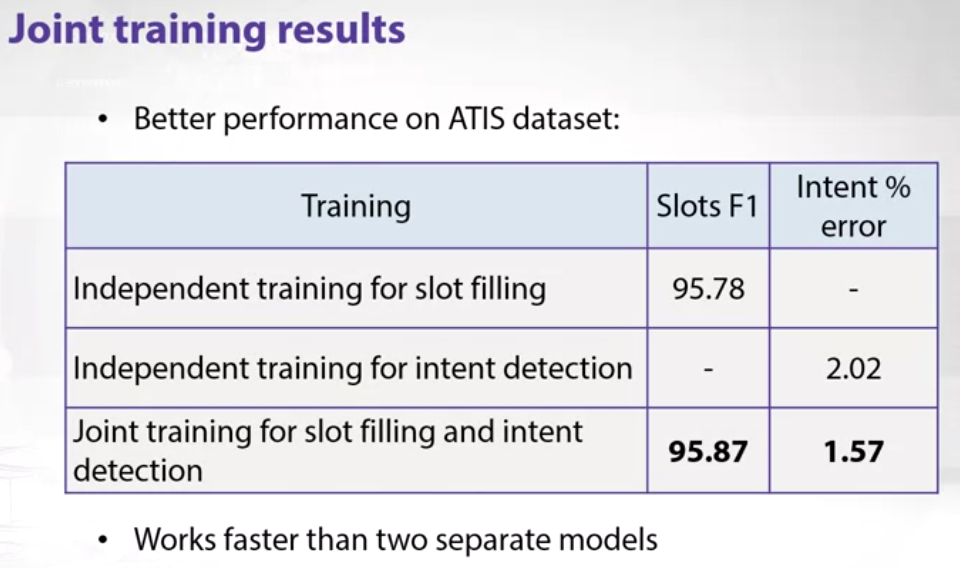 Joint training results
• Better performance on ATIS dataset:
Training Slots F1 Intent % error
Independent training for slot filling 95.78 -
Independent training for intent detection - 2.02
Joint training for slot filling and intent detection 95.87 1.57
• Works faster than two separate models